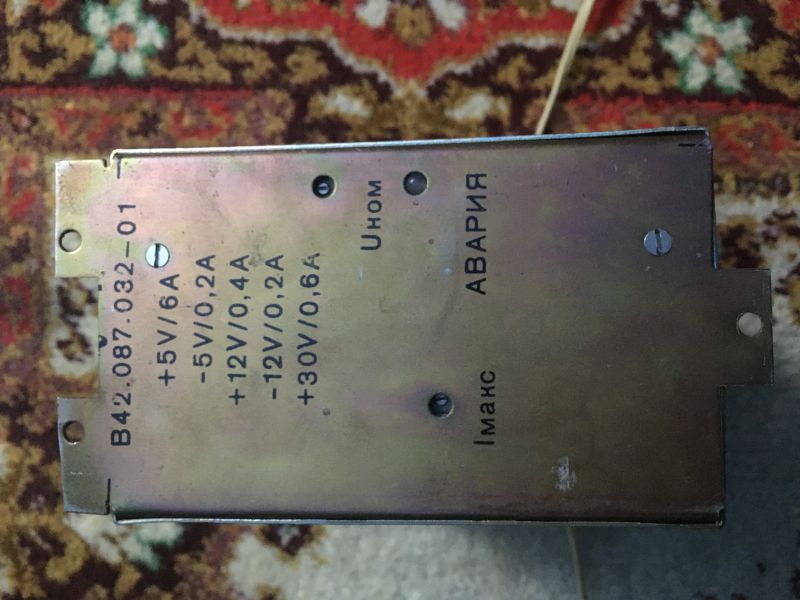 В42.087.032-01
+5V/6A
-5V/0,2A
+12V/0,4A
-12V/0,2A
+30V/0,6A
Uном
АВАРИЯ
Iмакс